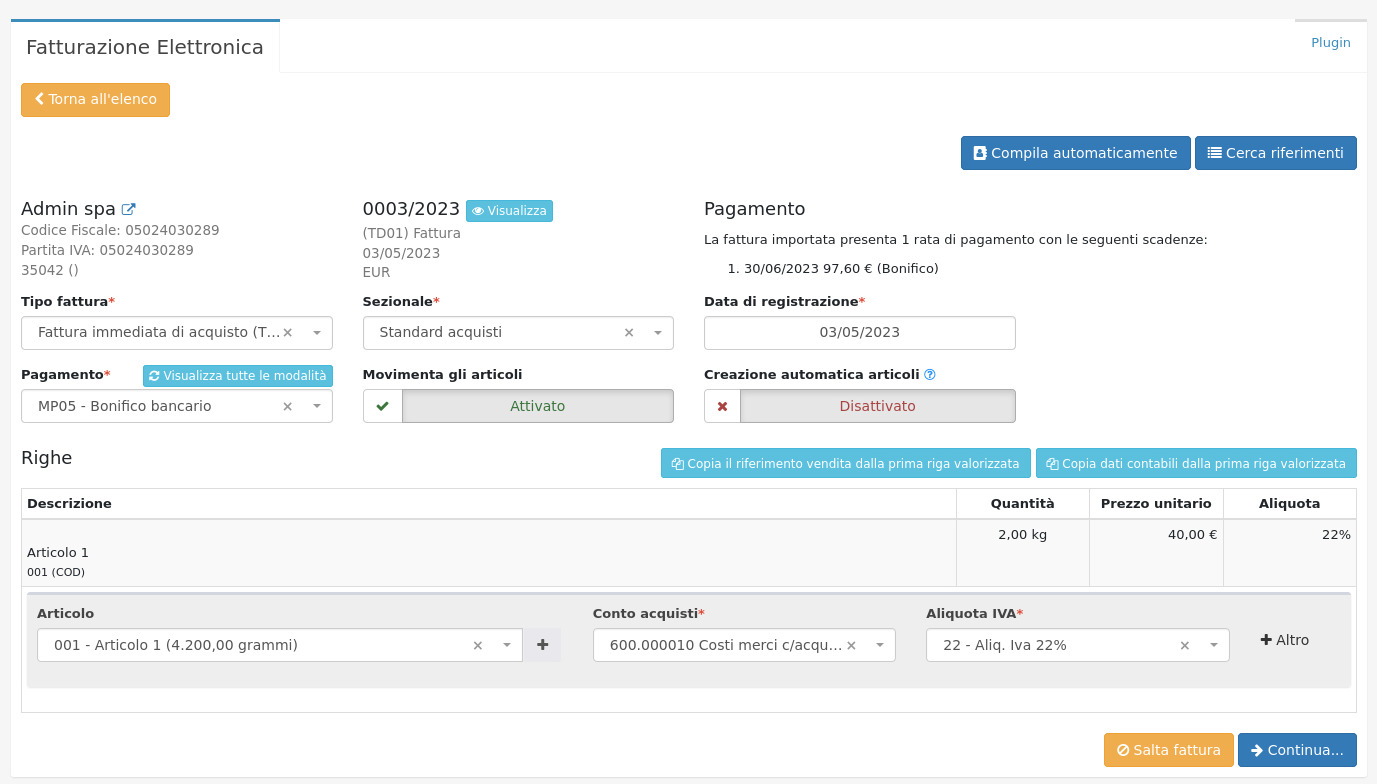 Fatturazione Elettronica
Plugin
Torna all'elenco
Compila automaticamente
Cerca riferimenti
Admin spa
Codice Fiscale: 05024030289
Partita IVA: 05024030289
35042 ()
0003/2023 Visualizza
(TD01) Fattura
03/05/2023
EUR
Pagamento
La fattura importata presenta 1 rata di pagamento con le seguenti scadenze:
1. 30/06/2023 97,60 € (Bonifico)
Tipo fattura*
Fattura immediata di acquisto (T...×
Sezionale*
Standard acquisti ×
Data di registrazione*
03/05/2023
Pagamento* Visualizza tutte le modalità
MP05 - Bonifico bancario ×
Movimenta gli articoli
Attivato
Creazione automatica articoli
Disattivato
Righe
Copia il riferimento vendita dalla prima riga valorizzata
Copia dati contabili dalla prima riga valorizzata
Descrizione Quantità Prezzo unitario Aliquota
2,00 kg 40,00 € 22%
Articolo 1
001 (COD)
Articolo
001 - Articolo 1 (4.200,00 grammi) ×
Conto acquisti*
600.000010 Costi merci c/acqu... ×
Aliquota IVA*
22 - Aliq. Iva 22% ×
Altro
Salta fattura
Continua...